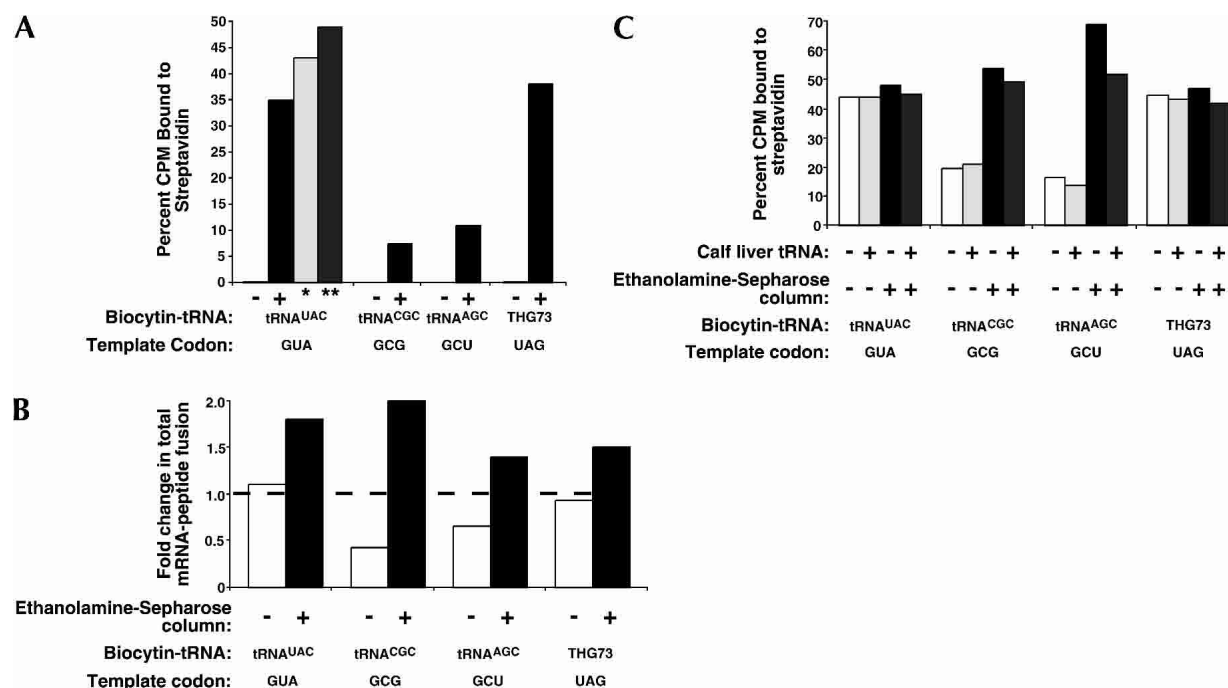 A
Percent CPM Bound to
Streptavidin
50
45
40
35
30
25
20
15
10
5
0
- + * ** - + - + - +
Biocytin-tRNA: tRNAUAC tRNACGC tRNAAGC THG73
Template Codon: GUA GCG GCU UAG
B
Fold change in total
mRNA-peptide fusion
2.0
1.5
1.0
0.5
0
Ethanolamine-Sepharose
column: - + - + - + - +
Biocytin-tRNA: tRNAUAC tRNACGC tRNAAGC THG73
Template codon: GUA GCG GCU UAG
C
Percent CPM bound to
streptavidin
70
60
50
40
30
20
10
0
Calf liver tRNA: - + - + - + - + - + - + - + - +
Ethanolamine-Sepharose
column: - - + + - - + + - - + + - - + +
Biocytin-tRNA: tRNAUAC tRNACGC tRNAAGC THG73
Template codon: GUA GCG GCU UAG